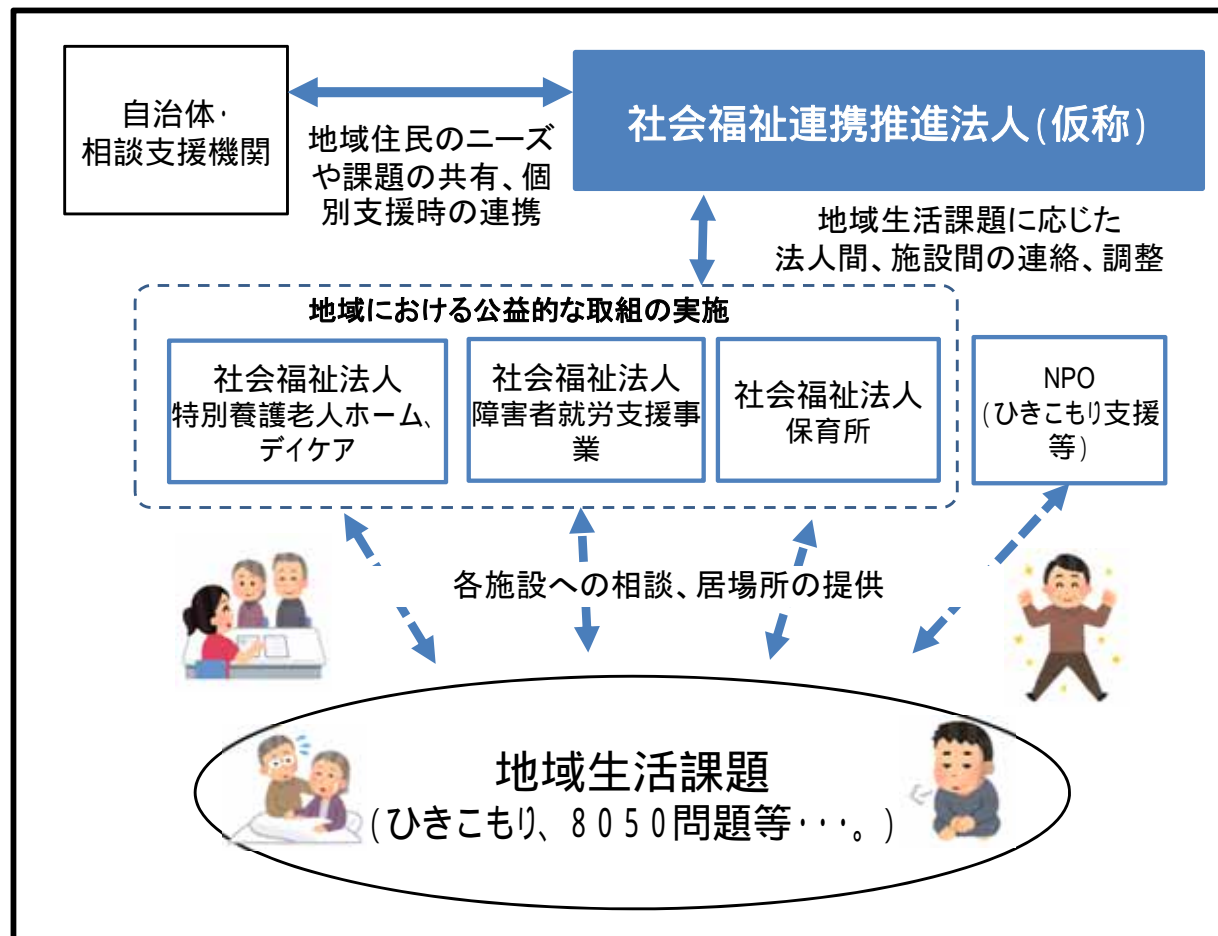 自治体・
相談支援機関
社会福祉連携推進法人(仮称)
地域住民のニーズ
や課題の共有、個
別支援時の連携
地域生活課題に応じた
法人間、施設間の連絡、調整
地域における公益的な取組の実施
社会福祉法人
特別養護老人ホーム、
デイケア
社会福祉法人
障害者就労支援事
業
社会福祉法人
保育所
NPO
(ひきこもり支援
等)
各施設への相談、居場所の提供
地域生活課題
(ひきこもり、8050問題等・・・。)